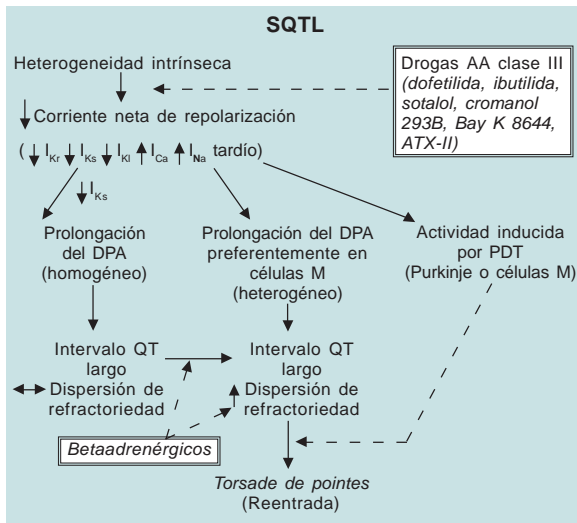 SQTL
Heterogeneidad intrínseca
Drogas AA clase III
(dofetilida, ibutilida,
sotalol, cromanol
293B, Bay K 8644,
ATX-II)
↓ Corriente neta de repolarización
( ↓ IKr ↓ IKs ↓ IKI ↑ ICa ↑ INa tardío)
↓ IKs
Prolongación
del DPA
(homogéneo)
Prolongación del DPA
preferentemente en
células M
(heterogéneo)
Actividad inducida
por PDT
(Purkinje o células M)
Intervalo QT
largo
↔ Dispersión de
refractoriedad
Intervalo QT
largo
↑ Dispersión de
refractoriedad
Betaadrenérgicos
Torsade de pointes
(Reentrada)